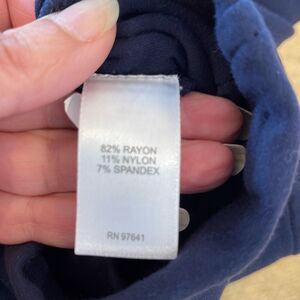 82% RAYON
11% NYLON
7% SPANDEX
RN 97641